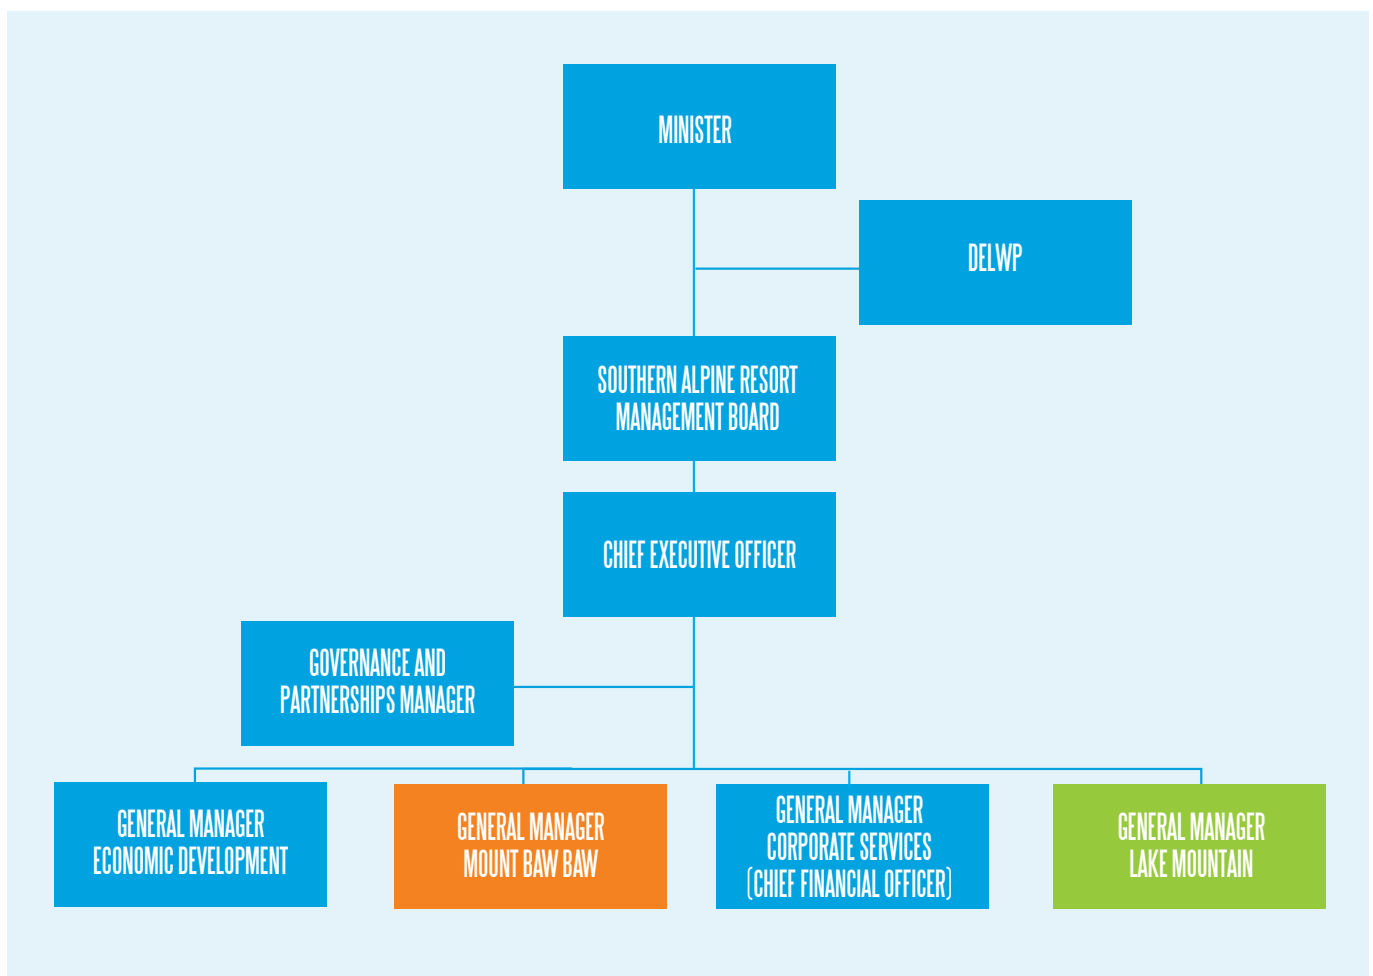 MINISTER
DELWP
SOUTHERN ALPINE RESORT
MANAGEMENT BOARD
CHIEF EXECUTIVE OFFICER
GOVERNANCE AND
PARTNERSHIPS MANAGER
GENERAL MANAGER
ECONOMIC DEVELOPMENT
GENERAL MANAGER
MOUNT BAW BAW
GENERAL MANAGER
CORPORATE SERVICES
(CHIEF FINANCIAL OFFICER)
GENERAL MANAGER
LAKE MOUNTAIN